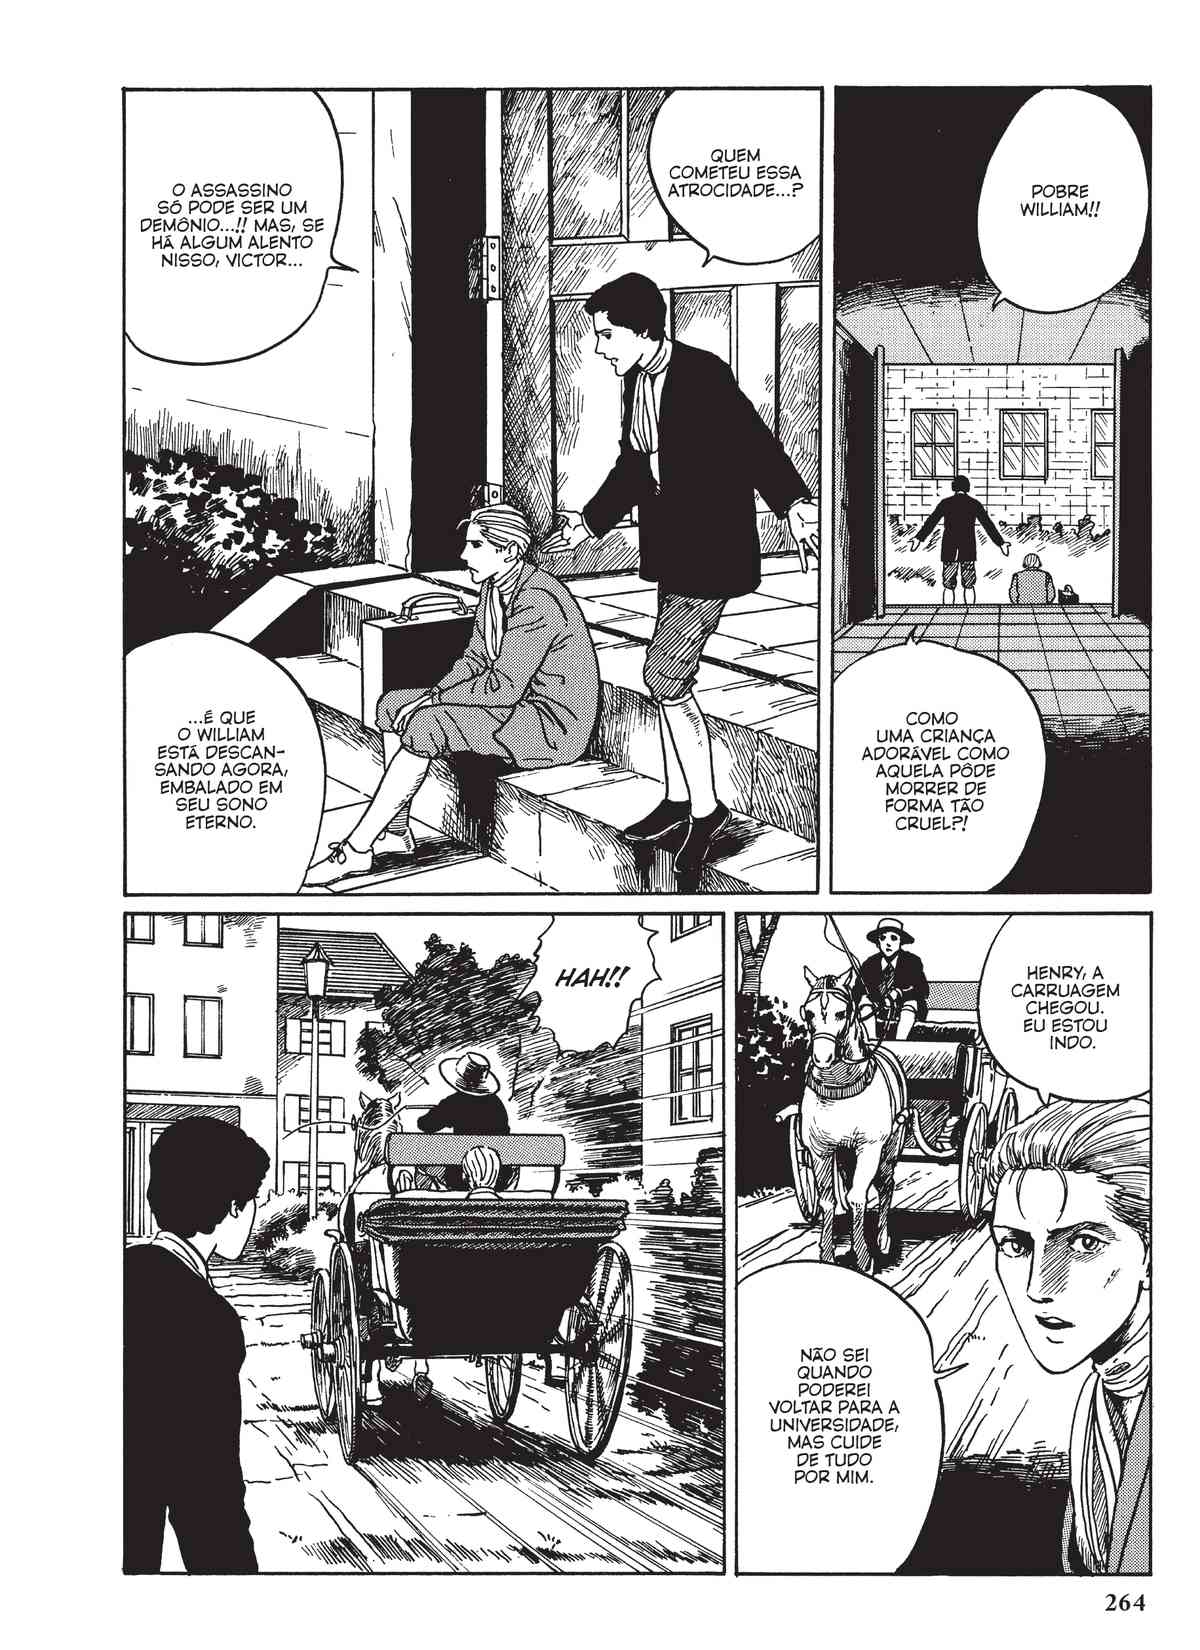 POBRE
WILLIAM!!
COMO
UMA CRIANÇA
ADORÁVEL COMO
AQUELA PÔDE
MORRER DE
FORMA TÃO
CRUEL?!
QUEM
COMETEU ESSA
ATROCIDADE...?
O ASSASSINO
SÓ PODE SER UM
DEMÔNIO...!! MAS, SE
HÁ ALGUM ALENTO
NISSO, VICTOR...
...É QUE
O WILLIAM
ESTÁ DESCAN-
SANDO AGORA,
EMBALADO EM
SEU SONO
ETERNO.
HENRY, A
CARRUAGEM
CHEGOU.
EU ESTOU
INDO.
NÃO SEI
QUANDO
PODEREI
VOLTAR PARA A
UNIVERSIDADE,
MAS CUIDE
DE TUDO
POR MIM.
HAH!!
264